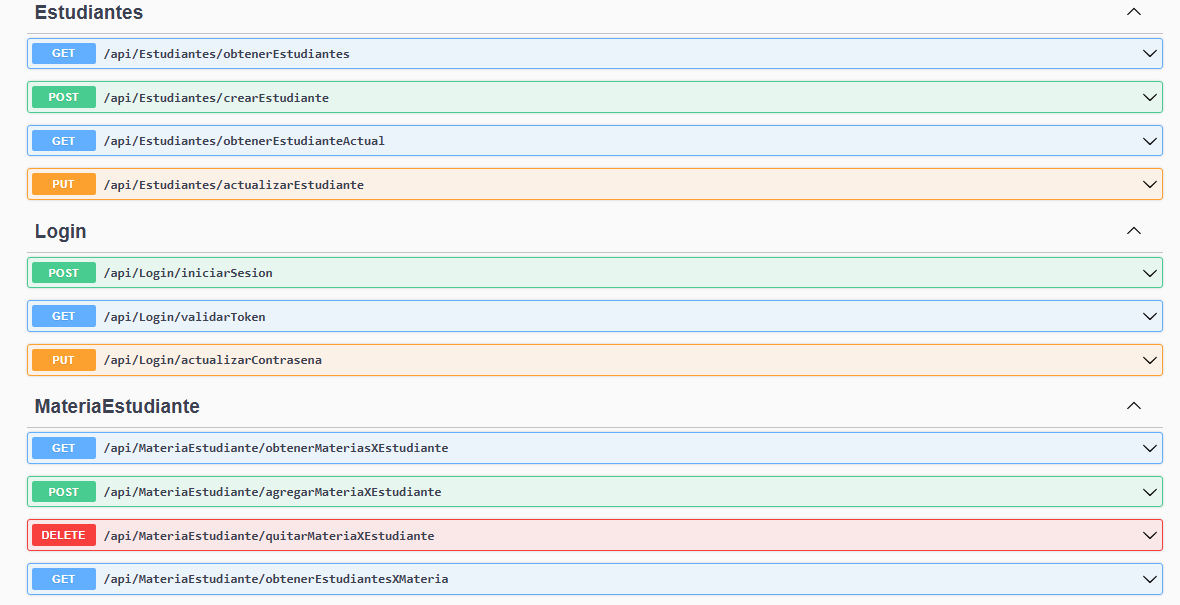 Estudiantes
GET /api/Estudiantes/obtenerEstudiantes
POST /api/Estudiantes/crearEstudiante
GET /api/Estudiantes/obtenerEstudianteActual
PUT /api/Estudiantes/actualizarEstudiante
Login
POST /api/Login/iniciarSesion
GET /api/Login/validarToken
PUT /api/Login/actualizarContrasena
MateriaEstudiante
GET /api/MateriaEstudiante/obtenerMateriasXEstudiante
POST /api/MateriaEstudiante/agregarMateriaXEstudiante
DELETE /api/MateriaEstudiante/quitarMateriaXEstudiante
GET /api/MateriaEstudiante/obtenerEstudiantesXMateria